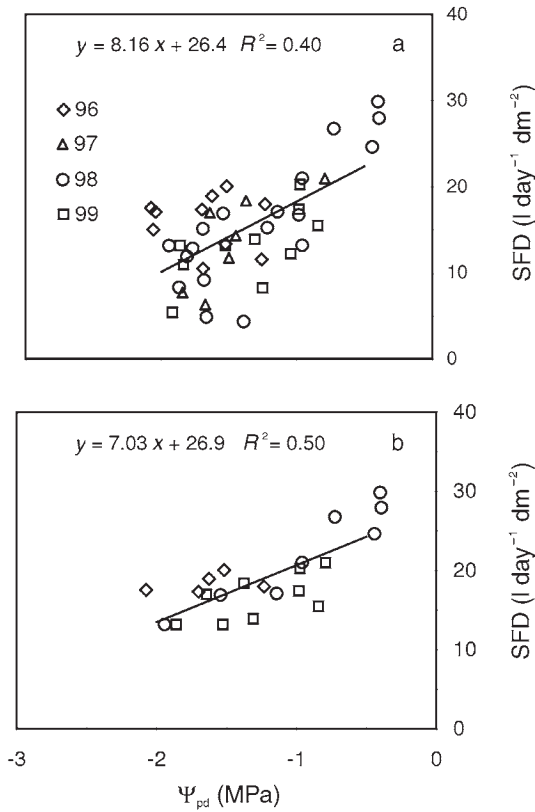 y = 8.16 x + 26.4 R² = 0.40 a
96
97
98
99
40
30
20
10
0
SFD (l day⁻¹ dm⁻²)
y = 7.03 x + 26.9 R² = 0.50 b
40
30
20
10
0
SFD (l day⁻¹ dm⁻²)
-3 -2 -1 0
Ψpd (MPa)